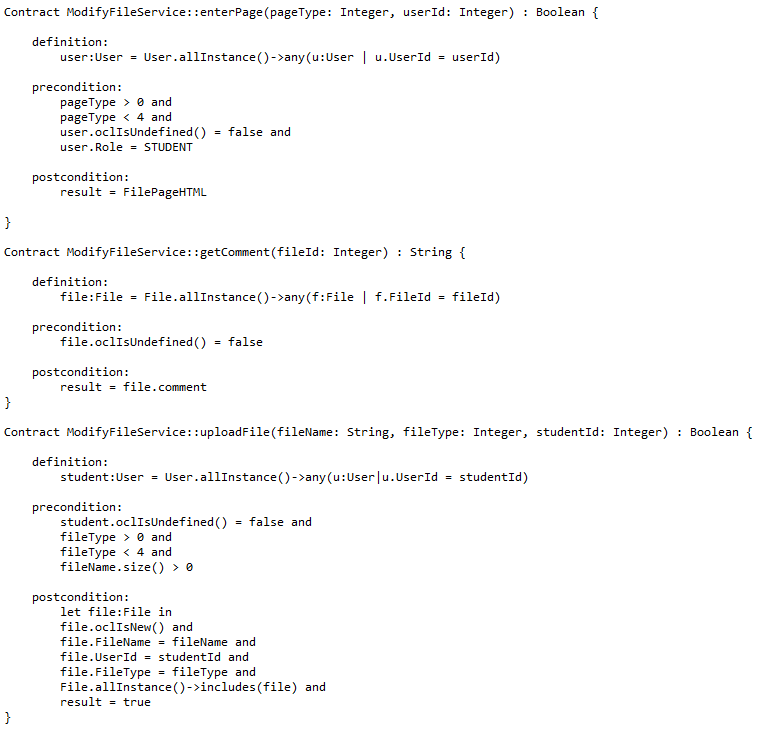 Contract ModifyFileService::enterPage(pageType: Integer, userId: Integer) : Boolean {
definition:
user:User = User.allInstance()->any(u:User | u.UserId = userId)
precondition:
pageType > 0 and
pageType < 4 and
user.oclIsUndefined() = false and
user.Role = STUDENT
postcondition:
result = FilePageHTML
}
Contract ModifyFileService::getComment(fileId: Integer) : String {
definition:
file:File = File.allInstance()->any(f:File | f.FileId = fileId)
precondition:
file.oclIsUndefined() = false
postcondition:
result = file.comment
}
Contract ModifyFileService::uploadFile(fileName: String, fileType: Integer, studentId: Integer) : Boolean {
definition:
student:User = User.allInstance()->any(u:User|u.UserId = studentId)
precondition:
student.oclIsUndefined() = false and
fileType > 0 and
fileType < 4 and
fileName.size() > 0
postcondition:
let file:File in
file.oclIsNew() and
file.FileName = fileName and
file.UserId = studentId and
file.FileType = fileType and
File.allInstance()->includes(file) and
result = true
}